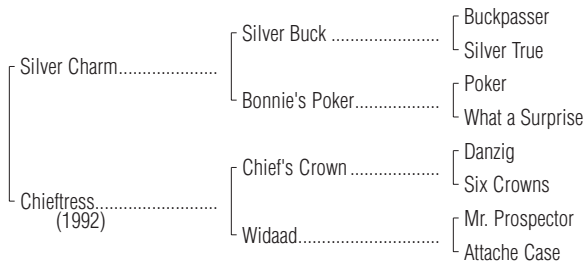 Silver Charm....................
Chieftress.........................
(1992)
Silver Buck ......................
Bonnie's Poker.................
Chief's Crown ..................
Widaad.............................
Buckpasser
Silver True
Poker
What a Surprise
Danzig
Six Crowns
Mr. Prospector
Attache Case